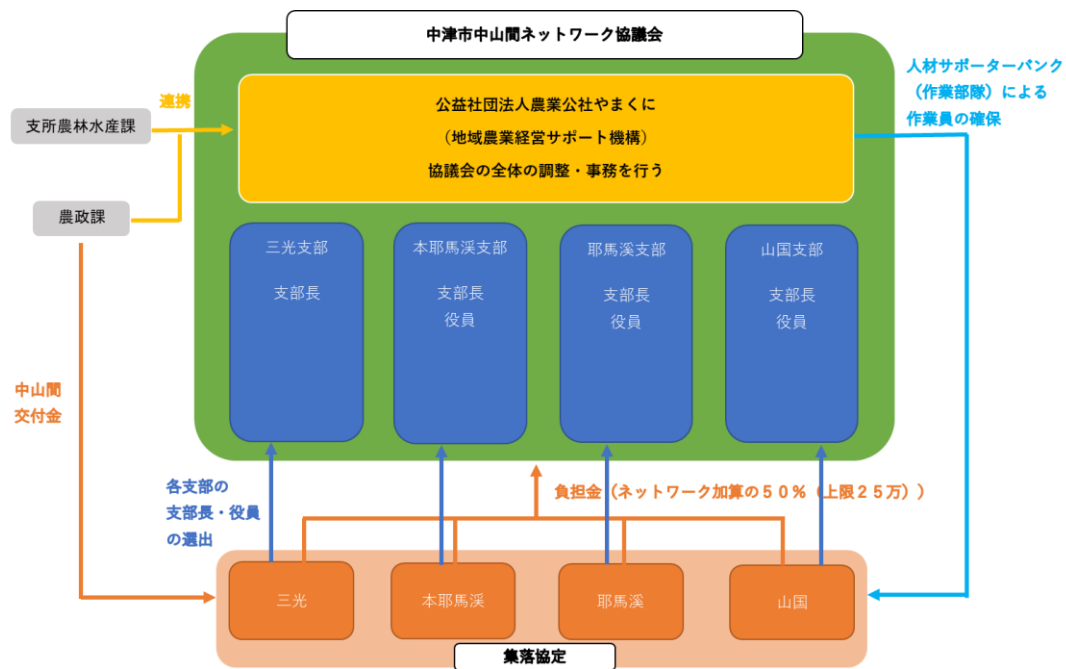 中津市中山間ネットワーク協議会
人材サポーターバンク
（作業部隊）による
作業員の確保
連携
支所農林水産課
農政課
公益社団法人農業公社やまくに
（地域農業経営サポート機構）
協議会の全体の調整・事務を行う
三光支部
支部長
本耶馬渓支部
支部長
役員
耶馬渓支部
支部長
役員
山国支部
支部長
役員
中山間
交付金
各支部の
支部長・役員
の選出
負担金（ネットワーク加算の５０％（上限２５万））
三光
本耶馬渓
耶馬渓
山国
集落協定